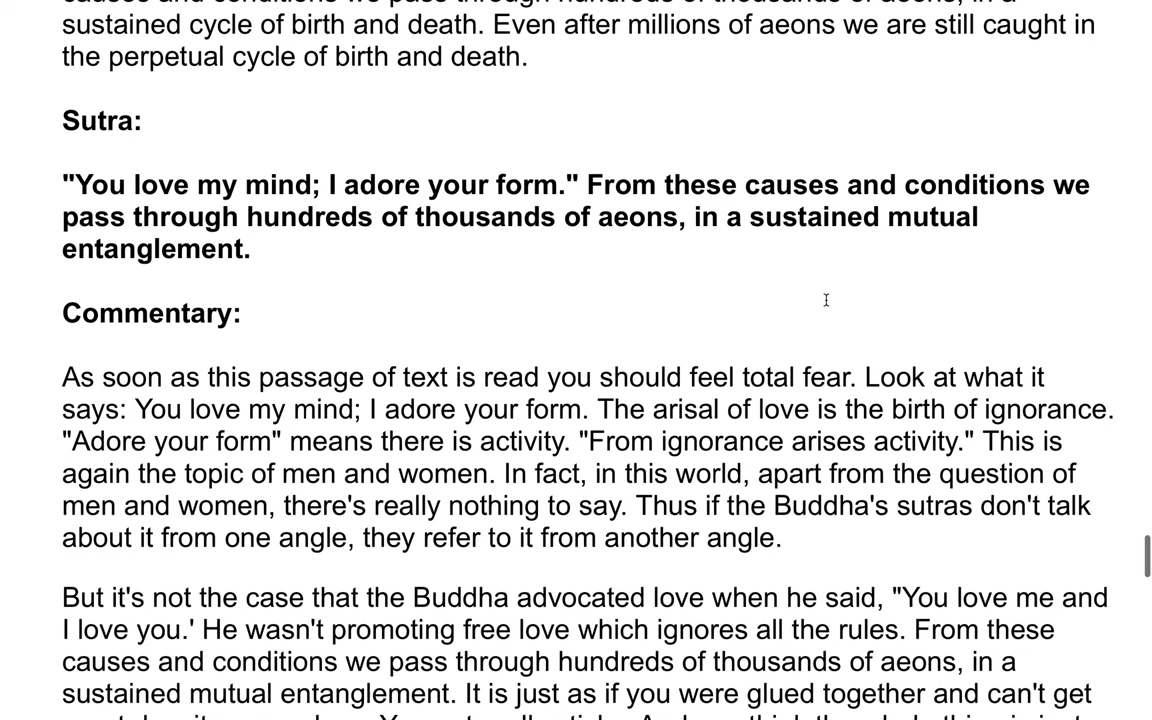 sustained cycle of birth and death. Even after millions of aeons we are still caught in
the perpetual cycle of birth and death.
Sutra:
"You love my mind; I adore your form." From these causes and conditions we
pass through hundreds of thousands of aeons, in a sustained mutual
entanglement.
Commentary:
As soon as this passage of text is read you should feel total fear. Look at what it
says: You love my mind; I adore your form. The arisal of love is the birth of ignorance.
"Adore your form" means there is activity. "From ignorance arises activity." This is
again the topic of men and women. In fact, in this world, apart from the question of
men and women, there's really nothing to say. Thus if the Buddha's sutras don't talk
about it from one angle, they refer to it from another angle.
But it's not the case that the Buddha advocated love when he said, "You love me and
I love you.' He wasn't promoting free love which ignores all the rules. From these
causes and conditions we pass through hundreds of thousands of aeons, in a
sustained mutual entanglement. It is just as if you were glued together and can't get